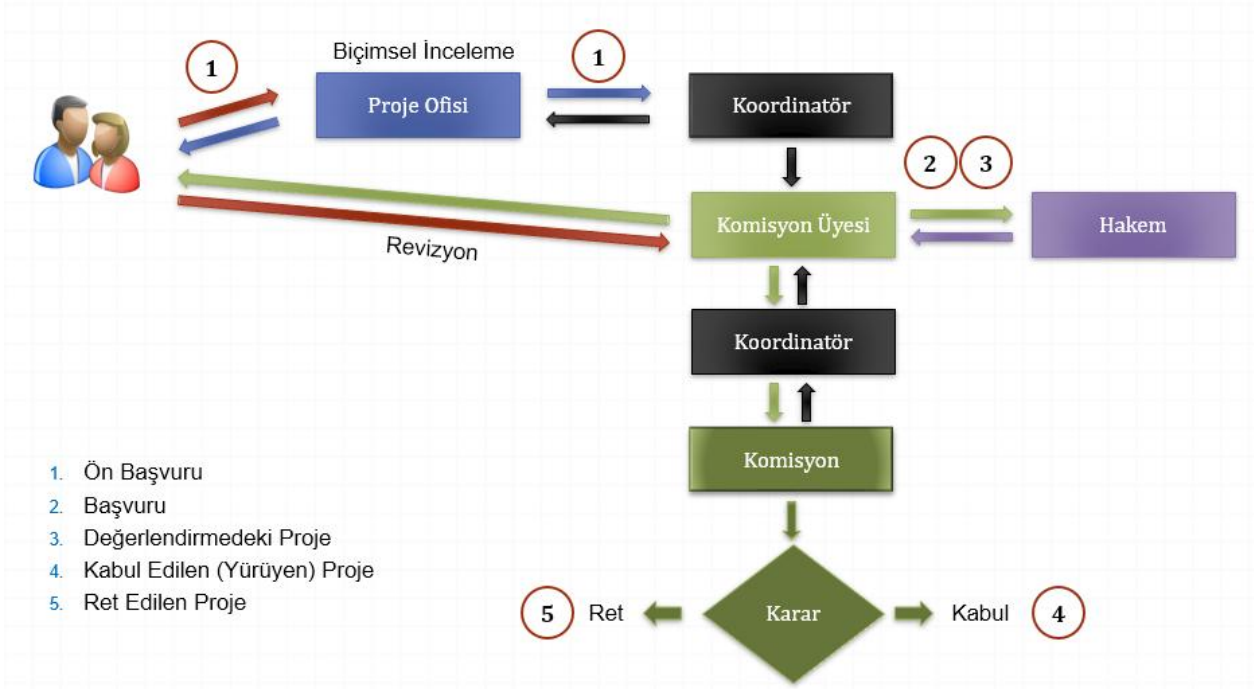 Biçimsel İnceleme
1
1
Proje Ofisi
Koordinatör
2
3
Komisyon Üyesi
Hakem
Revizyon
Koordinatör
Komisyon
1. Ön Başvuru
2. Başvuru
3. Değerlendirmedeki Proje
4. Kabul Edilen (Yürüyen) Proje
5. Ret Edilen Proje
5
Ret
Karar
Kabul
4